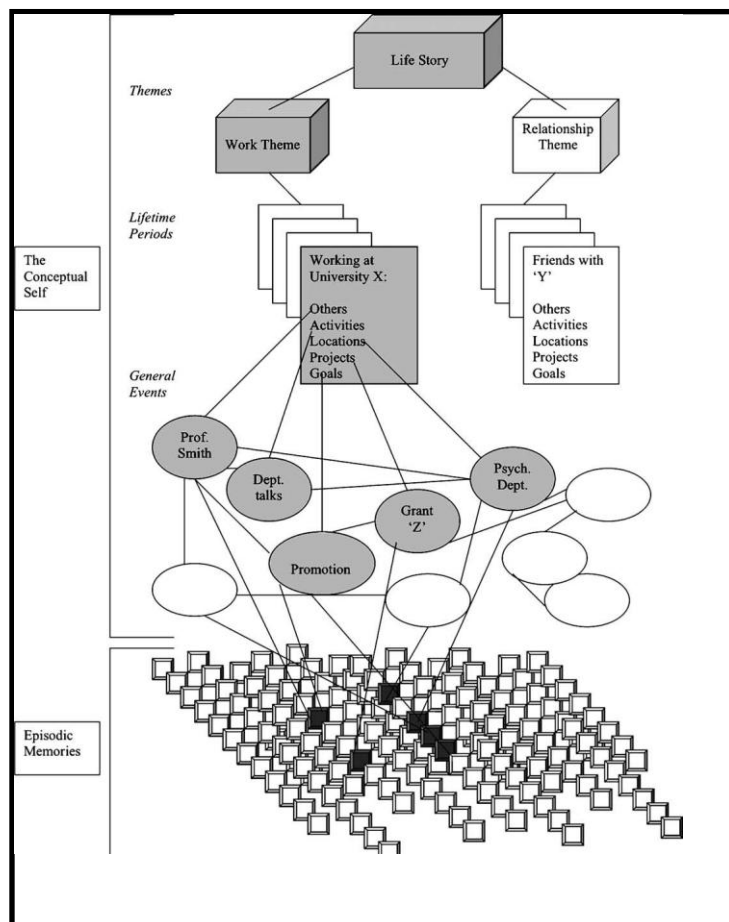 Life Story
Themes
Work Theme
Relationship
Theme
Lifetime
Periods
The
Conceptual
Self
Working at
University X:
Others
Activities
Locations
Projects
Goals
Friends with
'Y'
Others
Activities
Locations
Projects
Goals
General
Events
Prof.
Smith
Dept.
talks
Psych.
Dept.
Grant
'Z'
Promotion
Episodic
Memories